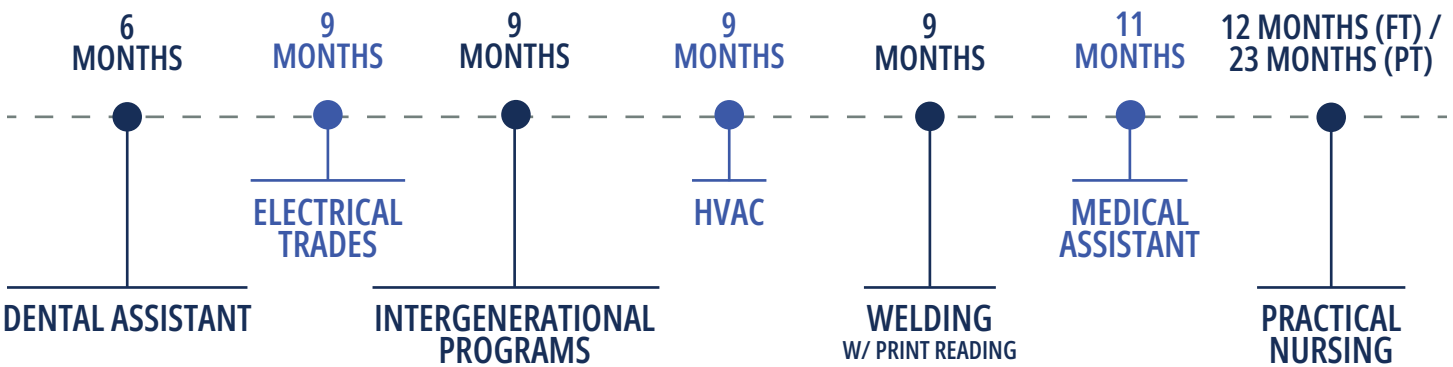 6
MONTHS
DENTAL ASSISTANT
9
MONTHS
ELECTRICAL
TRADES
9
MONTHS
INTERGENERATIONAL
PROGRAMS
9
MONTHS
HVAC
9
MONTHS
WELDING
W/ PRINT READING
11
MONTHS
MEDICAL
ASSISTANT
12 MONTHS (FT) /
23 MONTHS (PT)
PRACTICAL
NURSING